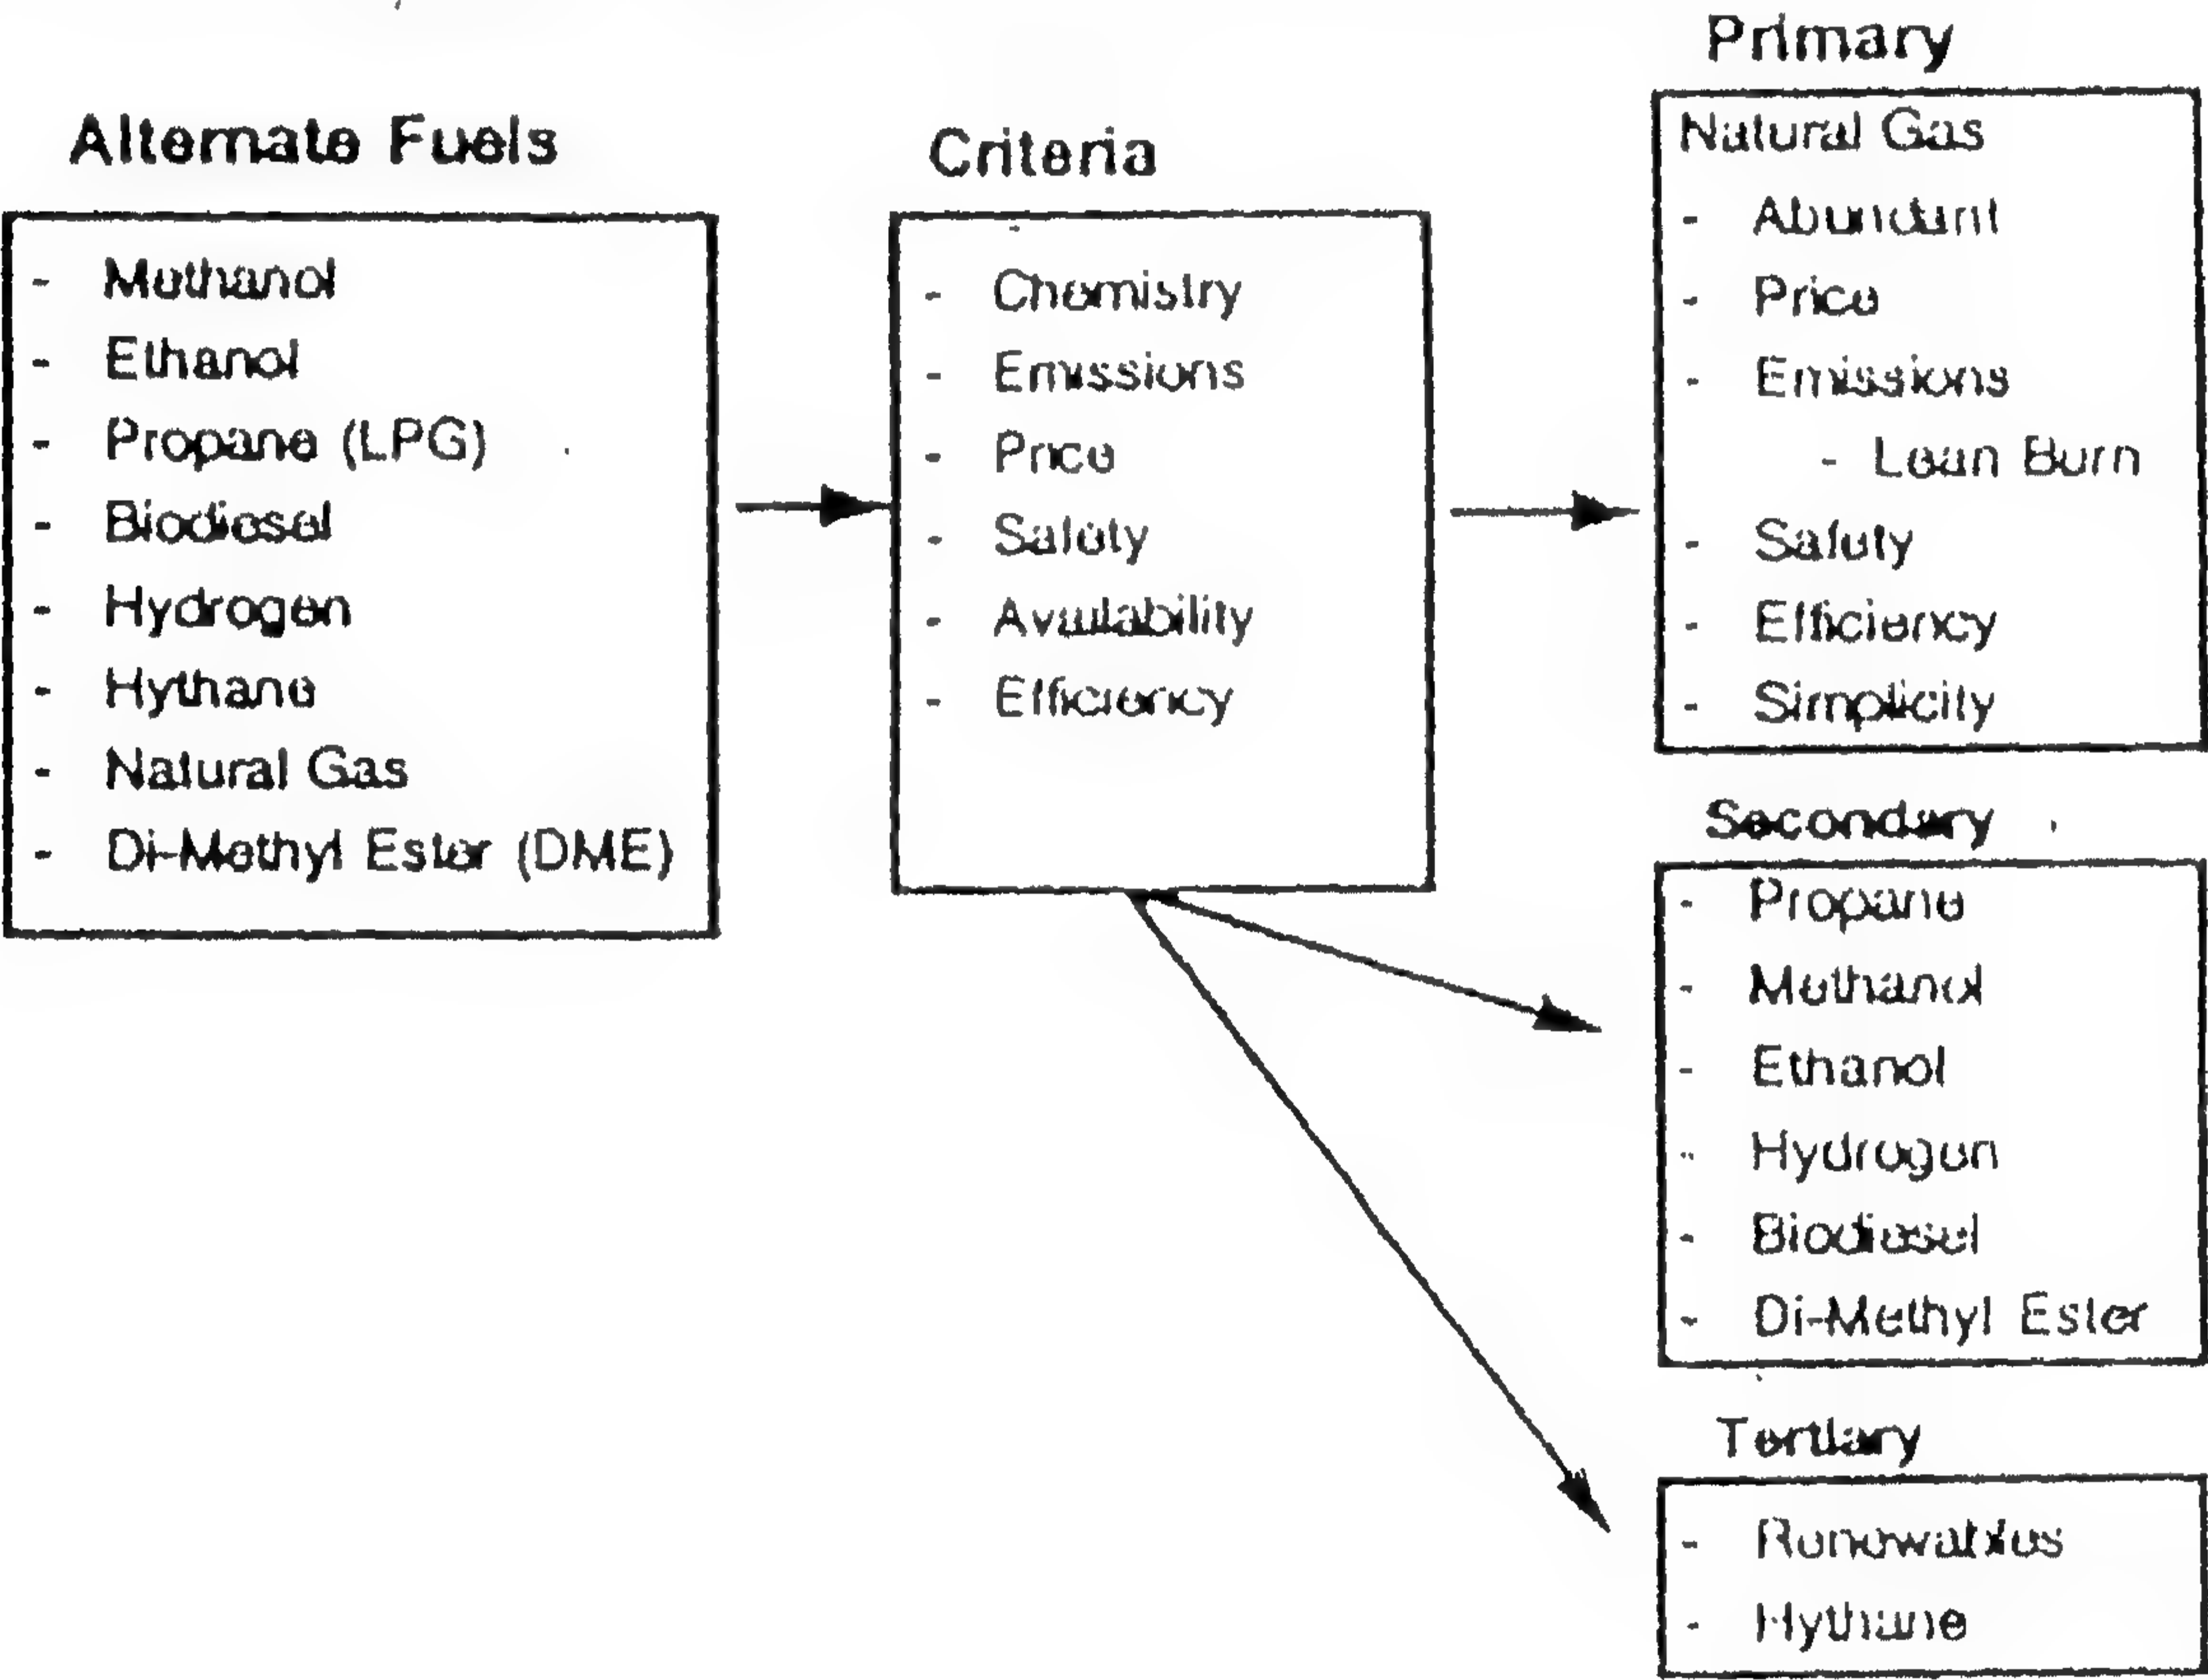 Alternate Fuels
- Methanol
- Ethanol
- Propane (LPG)
- Biodiesel
- Hydrogen
- Hythane
- Natural Gas
- Di-Methyl Ester (DME)
Criteria
- Chemistry
- Emissions
- Price
- Safety
- Availability
- Efficiency
Primary
Natural Gas
- Abundant
- Price
- Emissions
- Lean Burn
- Safety
- Efficiency
- Simplicity
Secondary
- Propane
- Methanol
- Ethanol
- Hydrogen
- Biodiesel
- Di-Methyl Ester
Tertiary
- Renewables
- Hythane